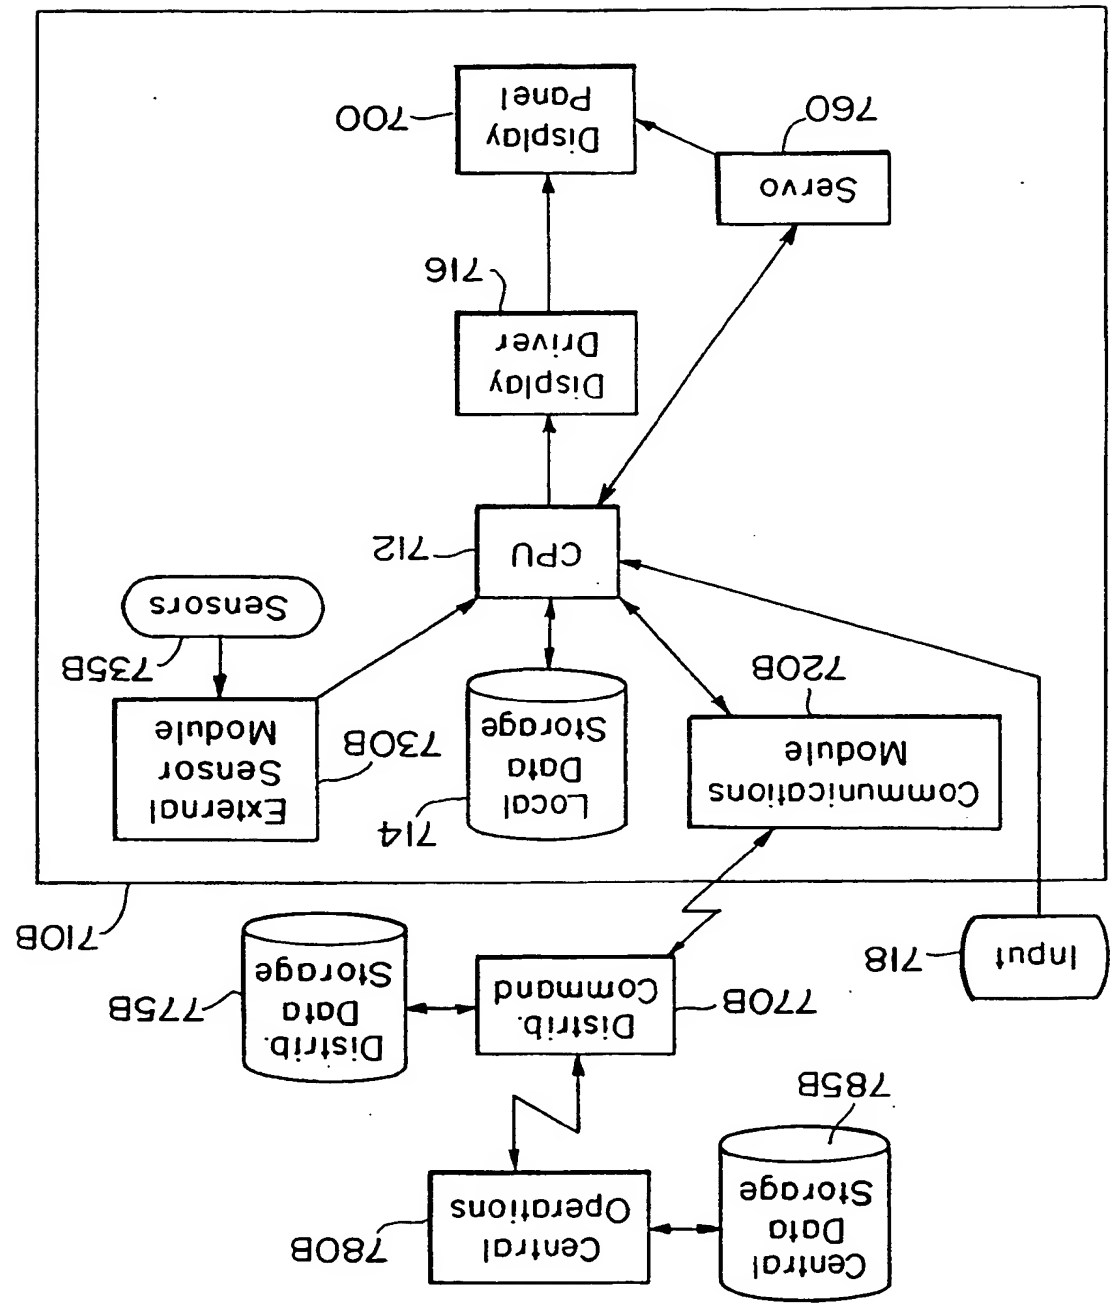 Central
Data
Storage
785B
Central
Operations
780B
Distrib.
Command
770B
Distrib.
Data
Storage
775B
Input
718
710B
Communications
Module
720B
Local
Data
Storage
714
External
Sensor
Module
730B
735B
Sensors
CPU
712
Display
Driver
716
Servo
760
Display
Panel
700